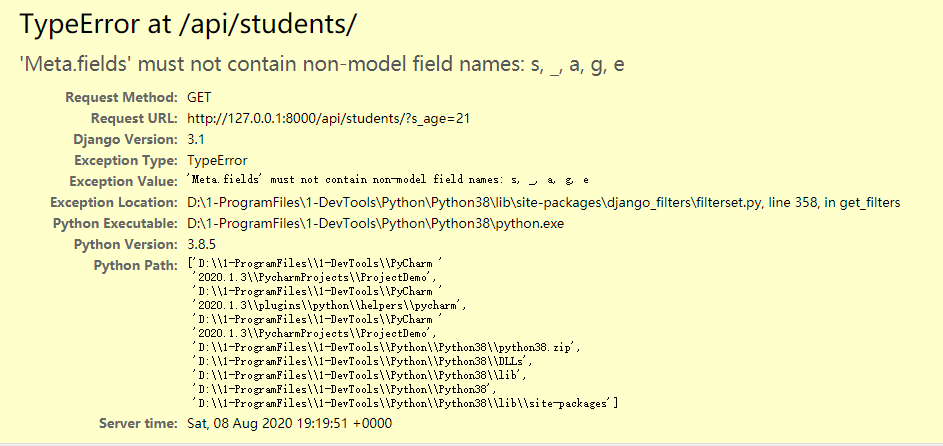 TypeError at /api/students/
'Meta.fields' must not contain non-model field names: s, _, a, g, e
Request Method: GET
Request URL: http://127.0.0.1:8000/api/students/?s_age=21
Django Version: 3.1
Exception Type: TypeError
Exception Value: 'Meta.fields' must not contain non-model field names: s, _, a, g, e
Exception Location: D:\1-ProgramFiles\1-DevTools\Python\Python38\lib\site-packages\django_filters\filterset.py, line 358, in get_filters
Python Executable: D:\1-ProgramFiles\1-DevTools\Python\Python38\python.exe
Python Version: 3.8.5
Python Path: ['D:\\1-ProgramFiles\\1-DevTools\\PyCharm '
'2020.1.3\\PycharmProjects\\ProjectDemo',
'D:\\1-ProgramFiles\\1-DevTools\\PyCharm '
'2020.1.3\\plugins\\python\\helpers\\pycharm',
'D:\\1-ProgramFiles\\1-DevTools\\PyCharm '
'2020.1.3\\PycharmProjects\\ProjectDemo',
'D:\\1-ProgramFiles\\1-DevTools\\Python\\Python38\\python38.zip',
'D:\\1-ProgramFiles\\1-DevTools\\Python\\Python38\\DLLs',
'D:\\1-ProgramFiles\\1-DevTools\\Python\\Python38\\lib',
'D:\\1-ProgramFiles\\1-DevTools\\Python\\Python38',
'D:\\1-ProgramFiles\\1-DevTools\\Python\\Python38\\lib\\site-packages']
Server time: Sat, 08 Aug 2020 19:19:51 +0000